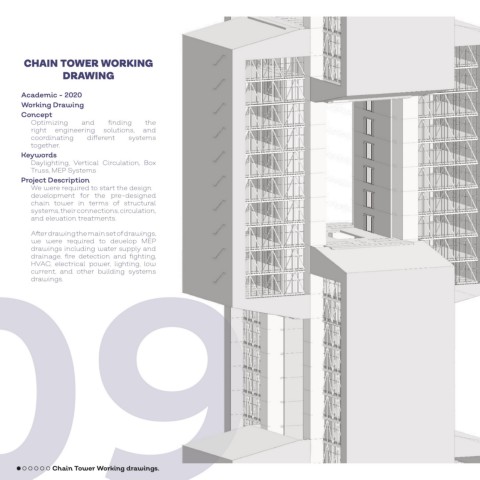 CHAIN TOWER WORKING
DRAWING
Academic - 2020
Working Drawing
Concept
Optimizing and finding the
right engineering solutions, and
coordinating different systems
together.
Keywords
Daylighting, Vertical Circulation, Box
Truss, MEP Systems
Project Description
We were required to start the design
development for the pre-designed
chain tower in terms of structural
systems, their connections, circulation,
and elevation treatments.
After drawing the main set of drawings,
we were required to develop MEP
drawings including water supply and
drainage, fire detection and fighting,
HVAC, electrical power, lighting, low
current, and other building systems
drawings.
09
Chain Tower Working drawings.